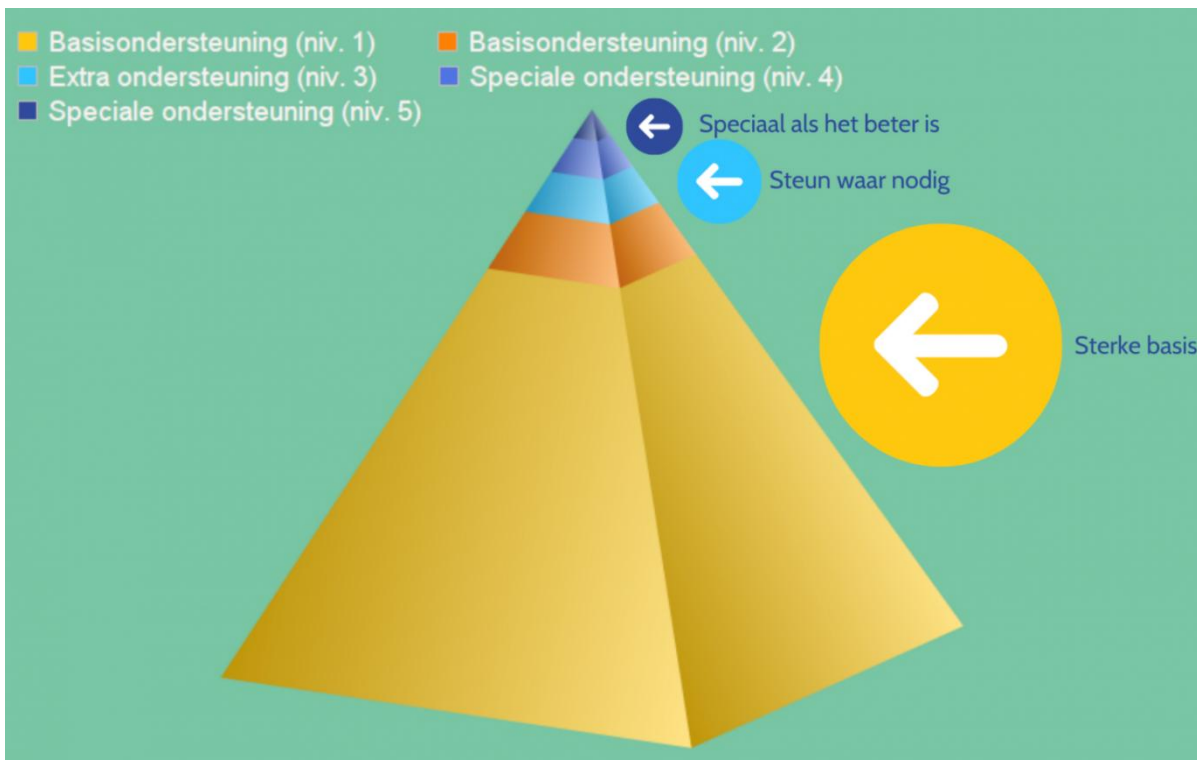 Basisondersteuning (niv. 1)
Basisondersteuning (niv. 2)
Extra ondersteuning (niv. 3)
Speciale ondersteuning (niv. 4)
Speciale ondersteuning (niv. 5)
Speciaal als het beter is
Steun waar nodig
Sterke basis